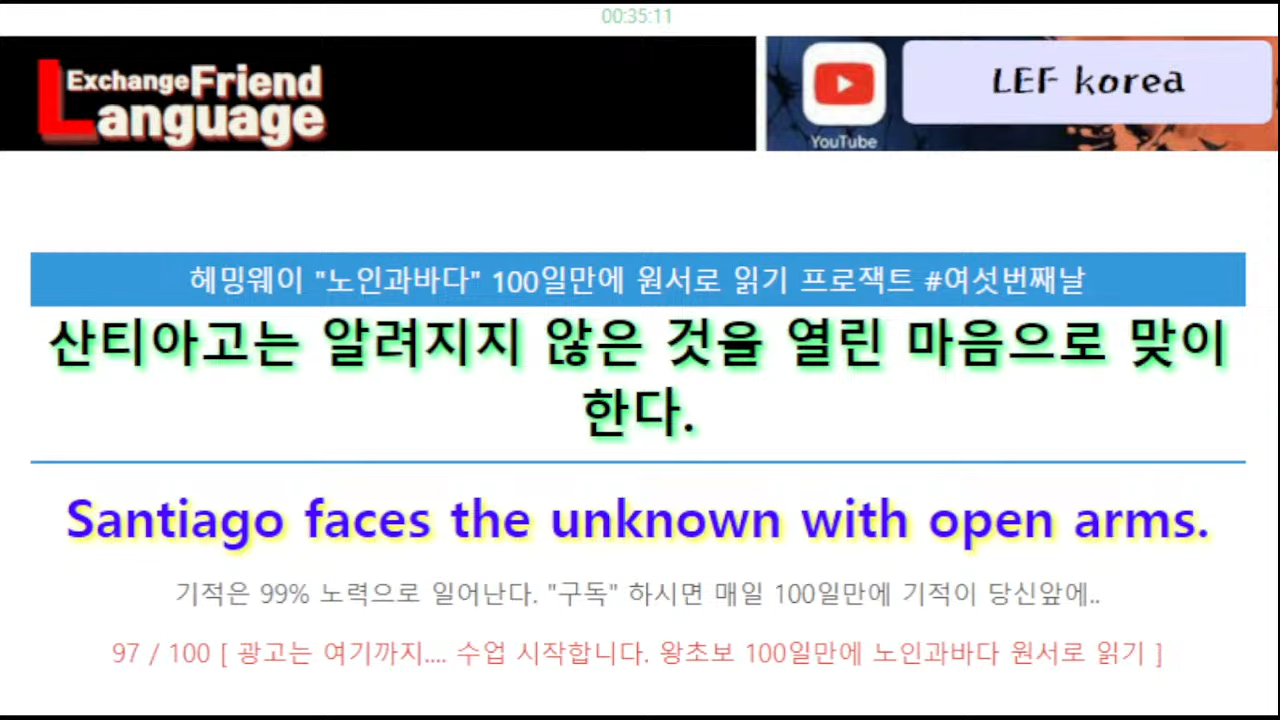 00:35:11
ExchangeFriend
Language
LEF korea
YouTube
헤밍웨이 "노인과바다" 100일만에 원서로 읽기 프로잭트 #여섯번째날
산티아고는 알려지지 않은 것을 열린 마음으로 맞이
한다.
Santiago faces the unknown with open arms.
기적은 99% 노력으로 일어난다. "구독" 하시면 매일 100일만에 기적이 당신앞에..
97 / 100 [ 광고는 여기까지.... 수업 시작합니다. 왕초보 100일만에 노인과바다 원서로 읽기 ]